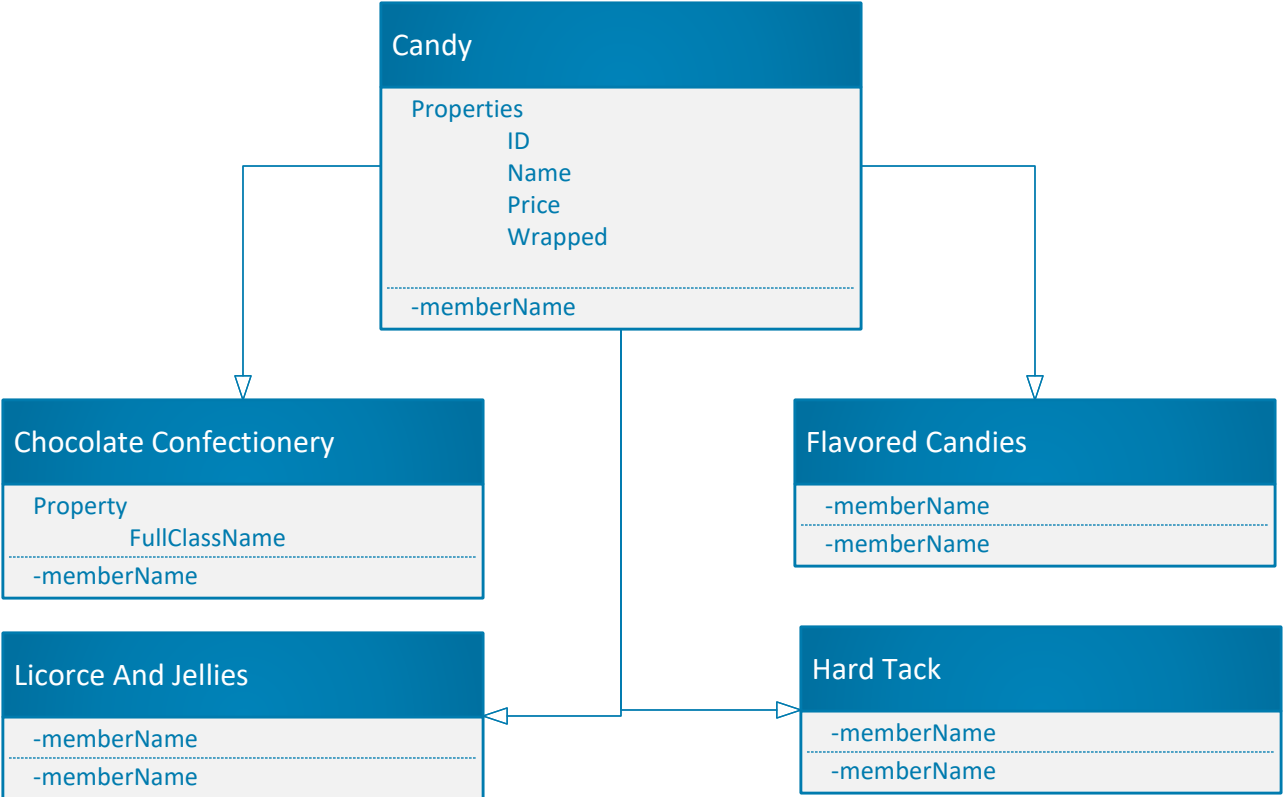 Candy
Properties
ID
Name
Price
Wrapped
-memberName
Chocolate Confectionery
Property
FullClassName
-memberName
Flavored Candies
-memberName
-memberName
Licorce And Jellies
-memberName
-memberName
Hard Tack
-memberName
-memberName